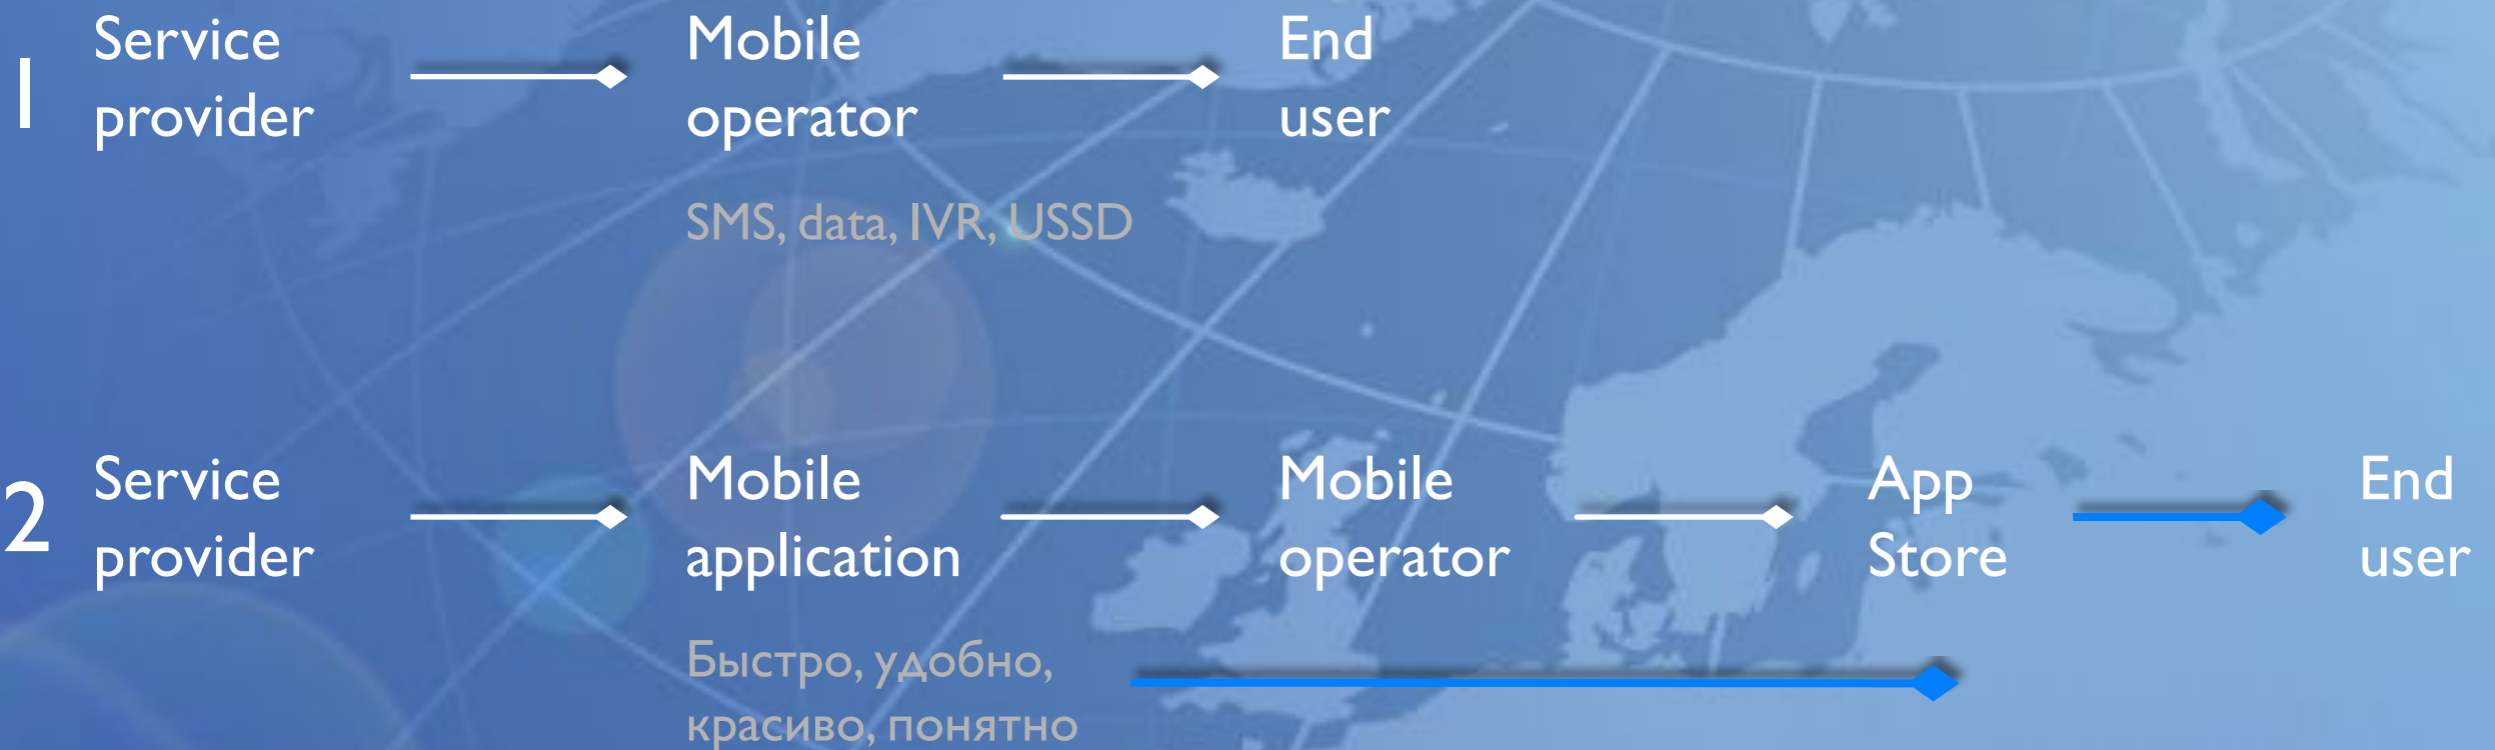 1
Service
provider
Mobile
operator
End
user
SMS, data, IVR, USSD
2
Service
provider
Mobile
application
Mobile
operator
App
Store
End
user
Быстро, удобно,
красиво, понятно